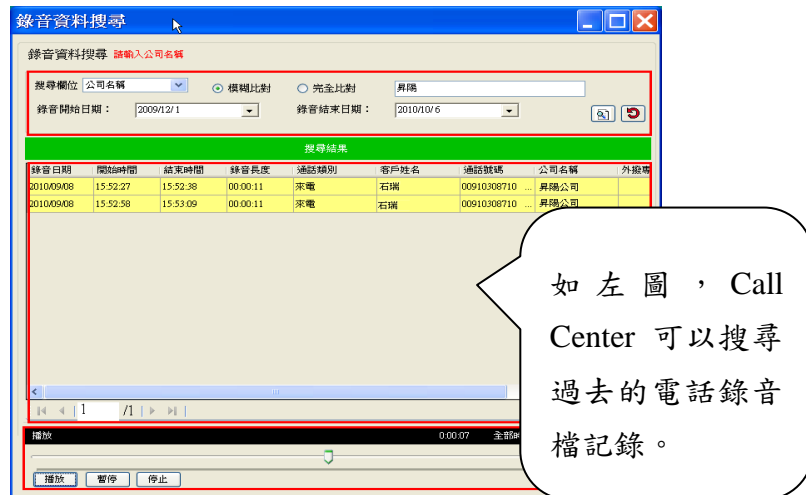 錄音資料搜尋
錄音資料搜尋 請輸入公司名稱
搜尋欄位 公司名稱 模糊比對 完全比對 昇陽
錄音開始日期： 2009/12/1 錄音結束日期： 2010/10/6
搜尋結果
錄音日期 開始時間 結束時間 錄音長度 通話類別 客戶姓名 通話號碼 公司名稱 外撥專
2010/09/08 15:52:27 15:52:38 00:00:11 來電 石瑞 00910308710 ... 昇陽公司
2010/09/08 15:52:58 15:53:09 00:00:11 來電 石瑞 00910308710 ... 昇陽公司
1 /1
播放 0:00:07 全部時
播放 暫停 停止
如左圖，Call
Center 可以搜尋
過去的電話錄音
檔記錄。